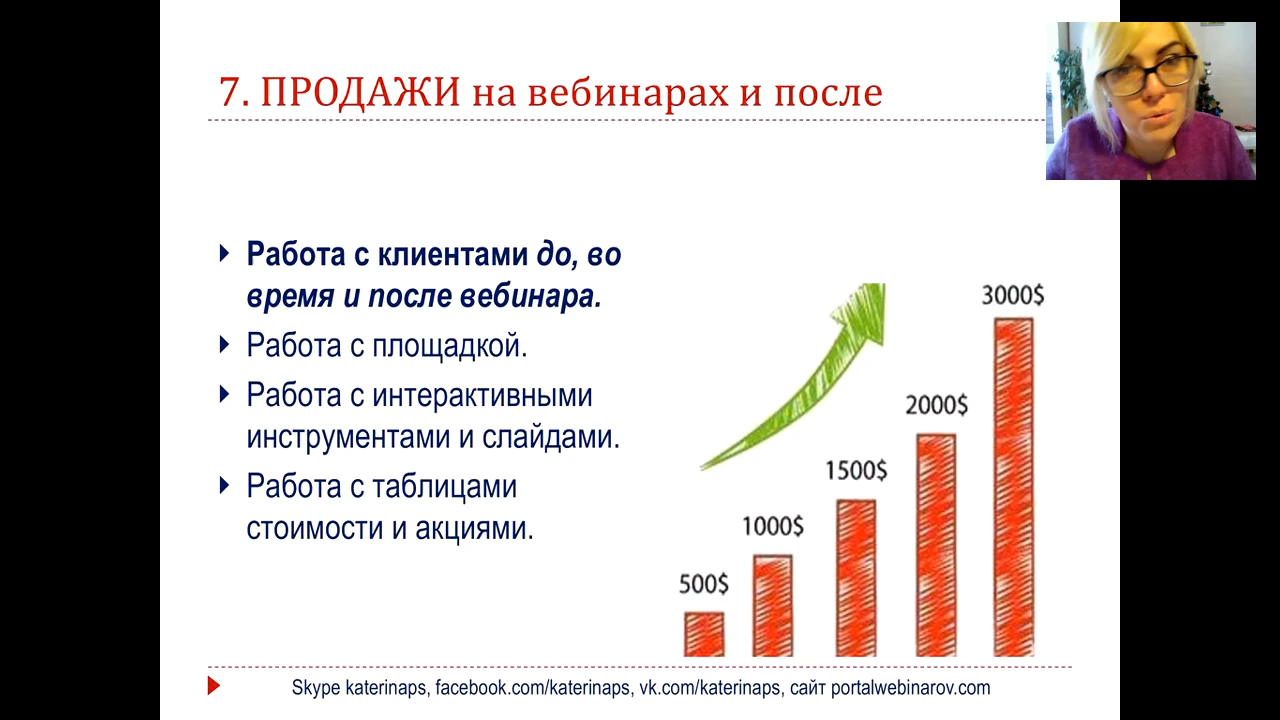 7. ПРОДАЖИ на вебинарах и после
Работа с клиентами до, во
время и после вебинара.
Работа с площадкой.
Работа с интерактивными
инструментами и слайдами.
Работа с таблицами
стоимости и акциями.
500$
1000$
1500$
2000$
3000$
Skype katerinaps, facebook.com/katerinaps, vk.com/katerinaps, сайт portalwebinarov.com